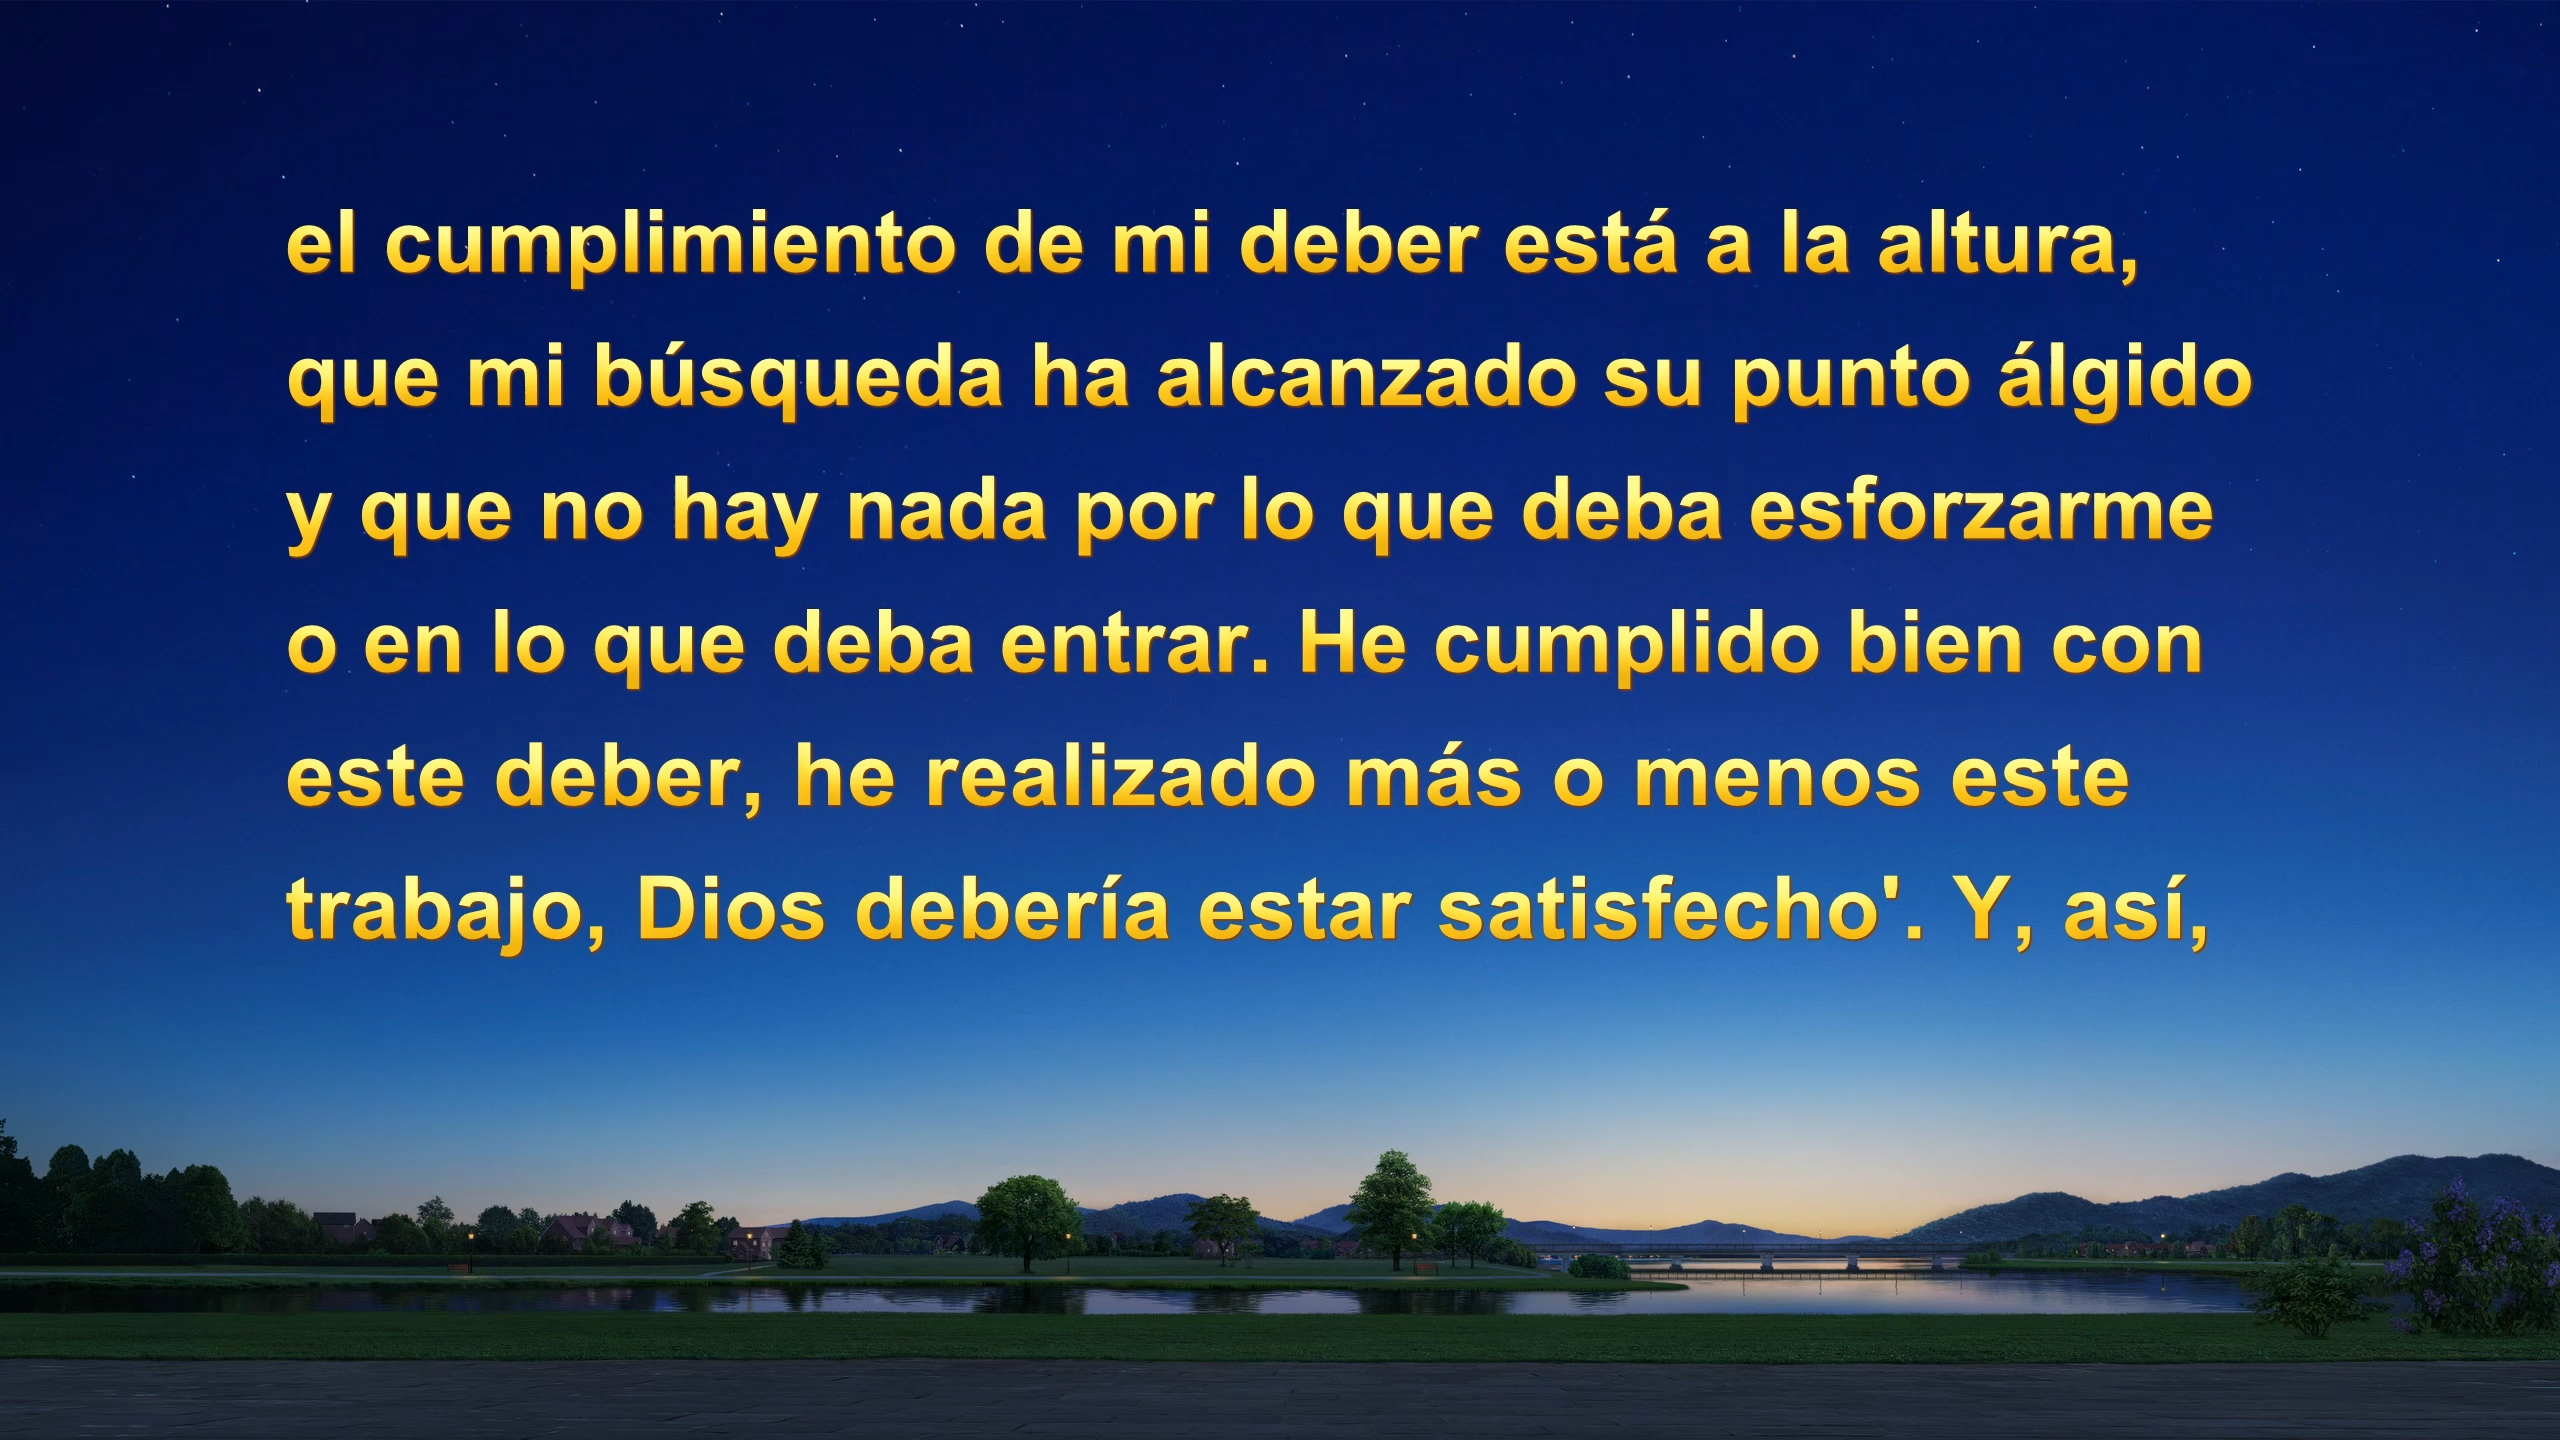 el cumplimiento de mi deber está a la altura,
que mi búsqueda ha alcanzado su punto álgido
y que no hay nada por lo que deba esforzarme
o en lo que deba entrar. He cumplido bien con
este deber, he realizado más o menos este
trabajo, Dios debería estar satisfecho'. Y, así,